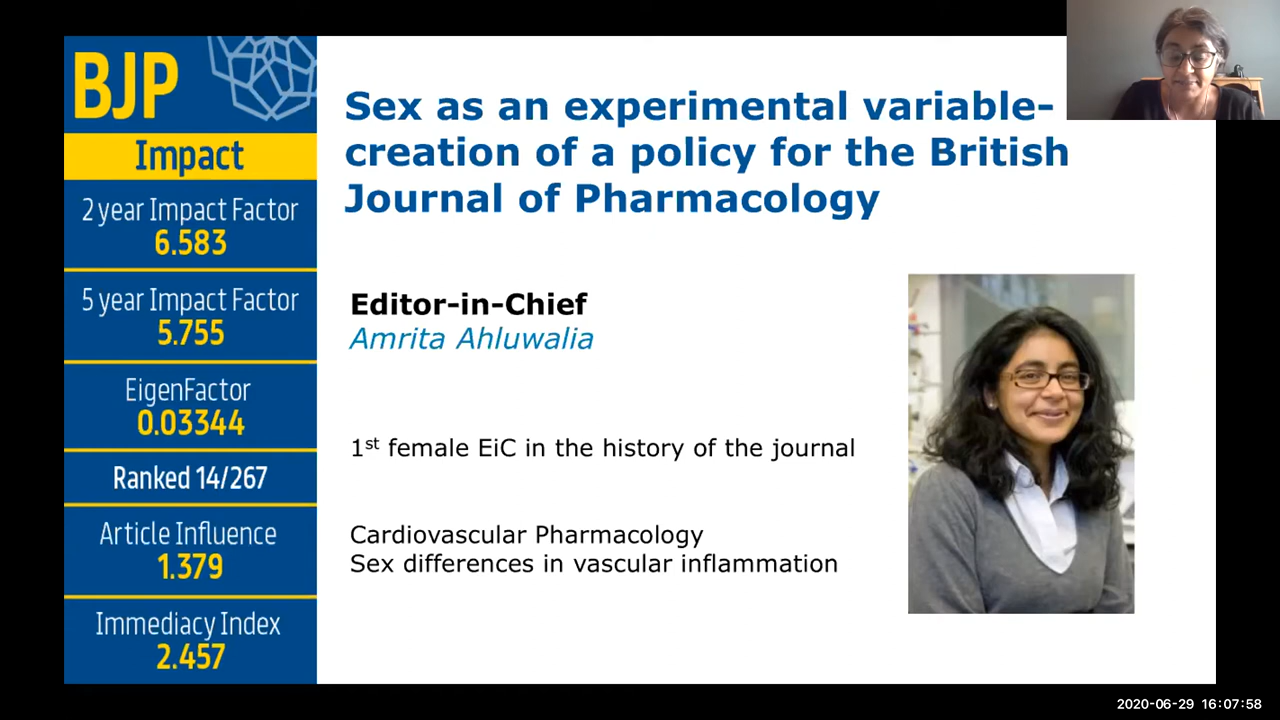 BJP
Impact
2 year Impact Factor
6.583
5 year Impact Factor
5.755
EigenFactor
0.03344
Ranked 14/267
Article Influence
1.379
Immediacy Index
2.457
Sex as an experimental variable-
creation of a policy for the British
Journal of Pharmacology
Editor-in-Chief
Amrita Ahluwalia
1st female EiC in the history of the journal
Cardiovascular Pharmacology
Sex differences in vascular inflammation
2020-06-29 16:07:58